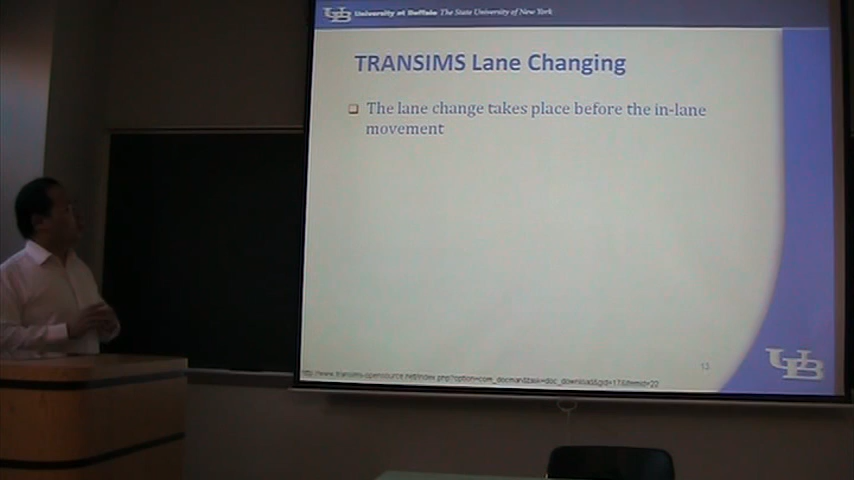 UB University at Buffalo The State University of New York
TRANSIMS Lane Changing
The lane change takes place before the in-lane
movement
13
UB